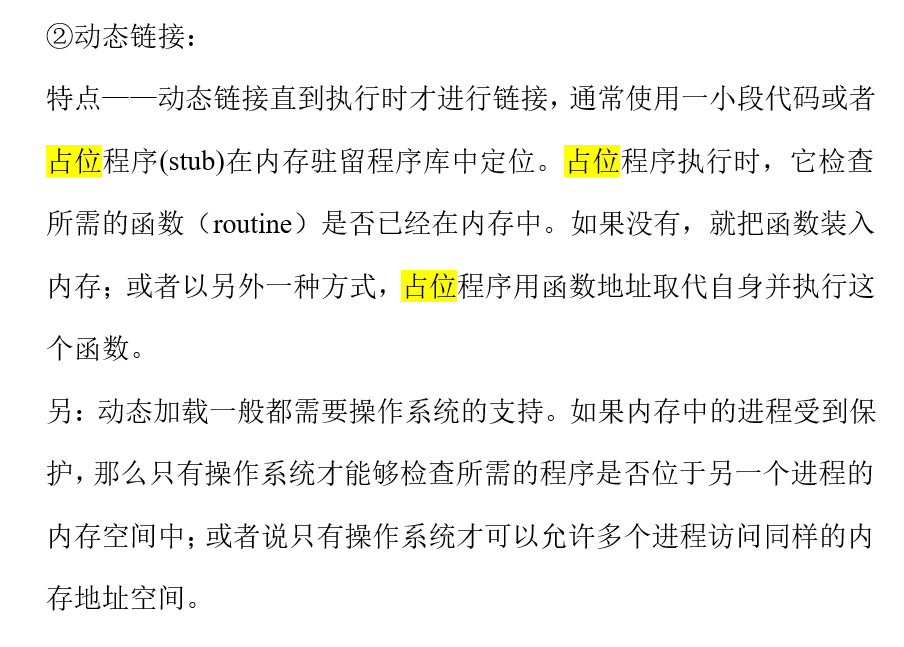 ②动态链接：
特点——动态链接直到执行时才进行链接，通常使用一小段代码或者
占位程序(stub)在内存驻留程序库中定位。占位程序执行时，它检查
所需的函数（routine）是否已经在内存中。如果没有，就把函数装入
内存；或者以另外一种方式，占位程序用函数地址取代自身并执行这
个函数。
另：动态加载一般都需要操作系统的支持。如果内存中的进程受到保
护，那么只有操作系统才能够检查所需的程序是否位于另一个进程的
内存空间中；或者说只有操作系统才可以允许多个进程访问同样的内
存地址空间。